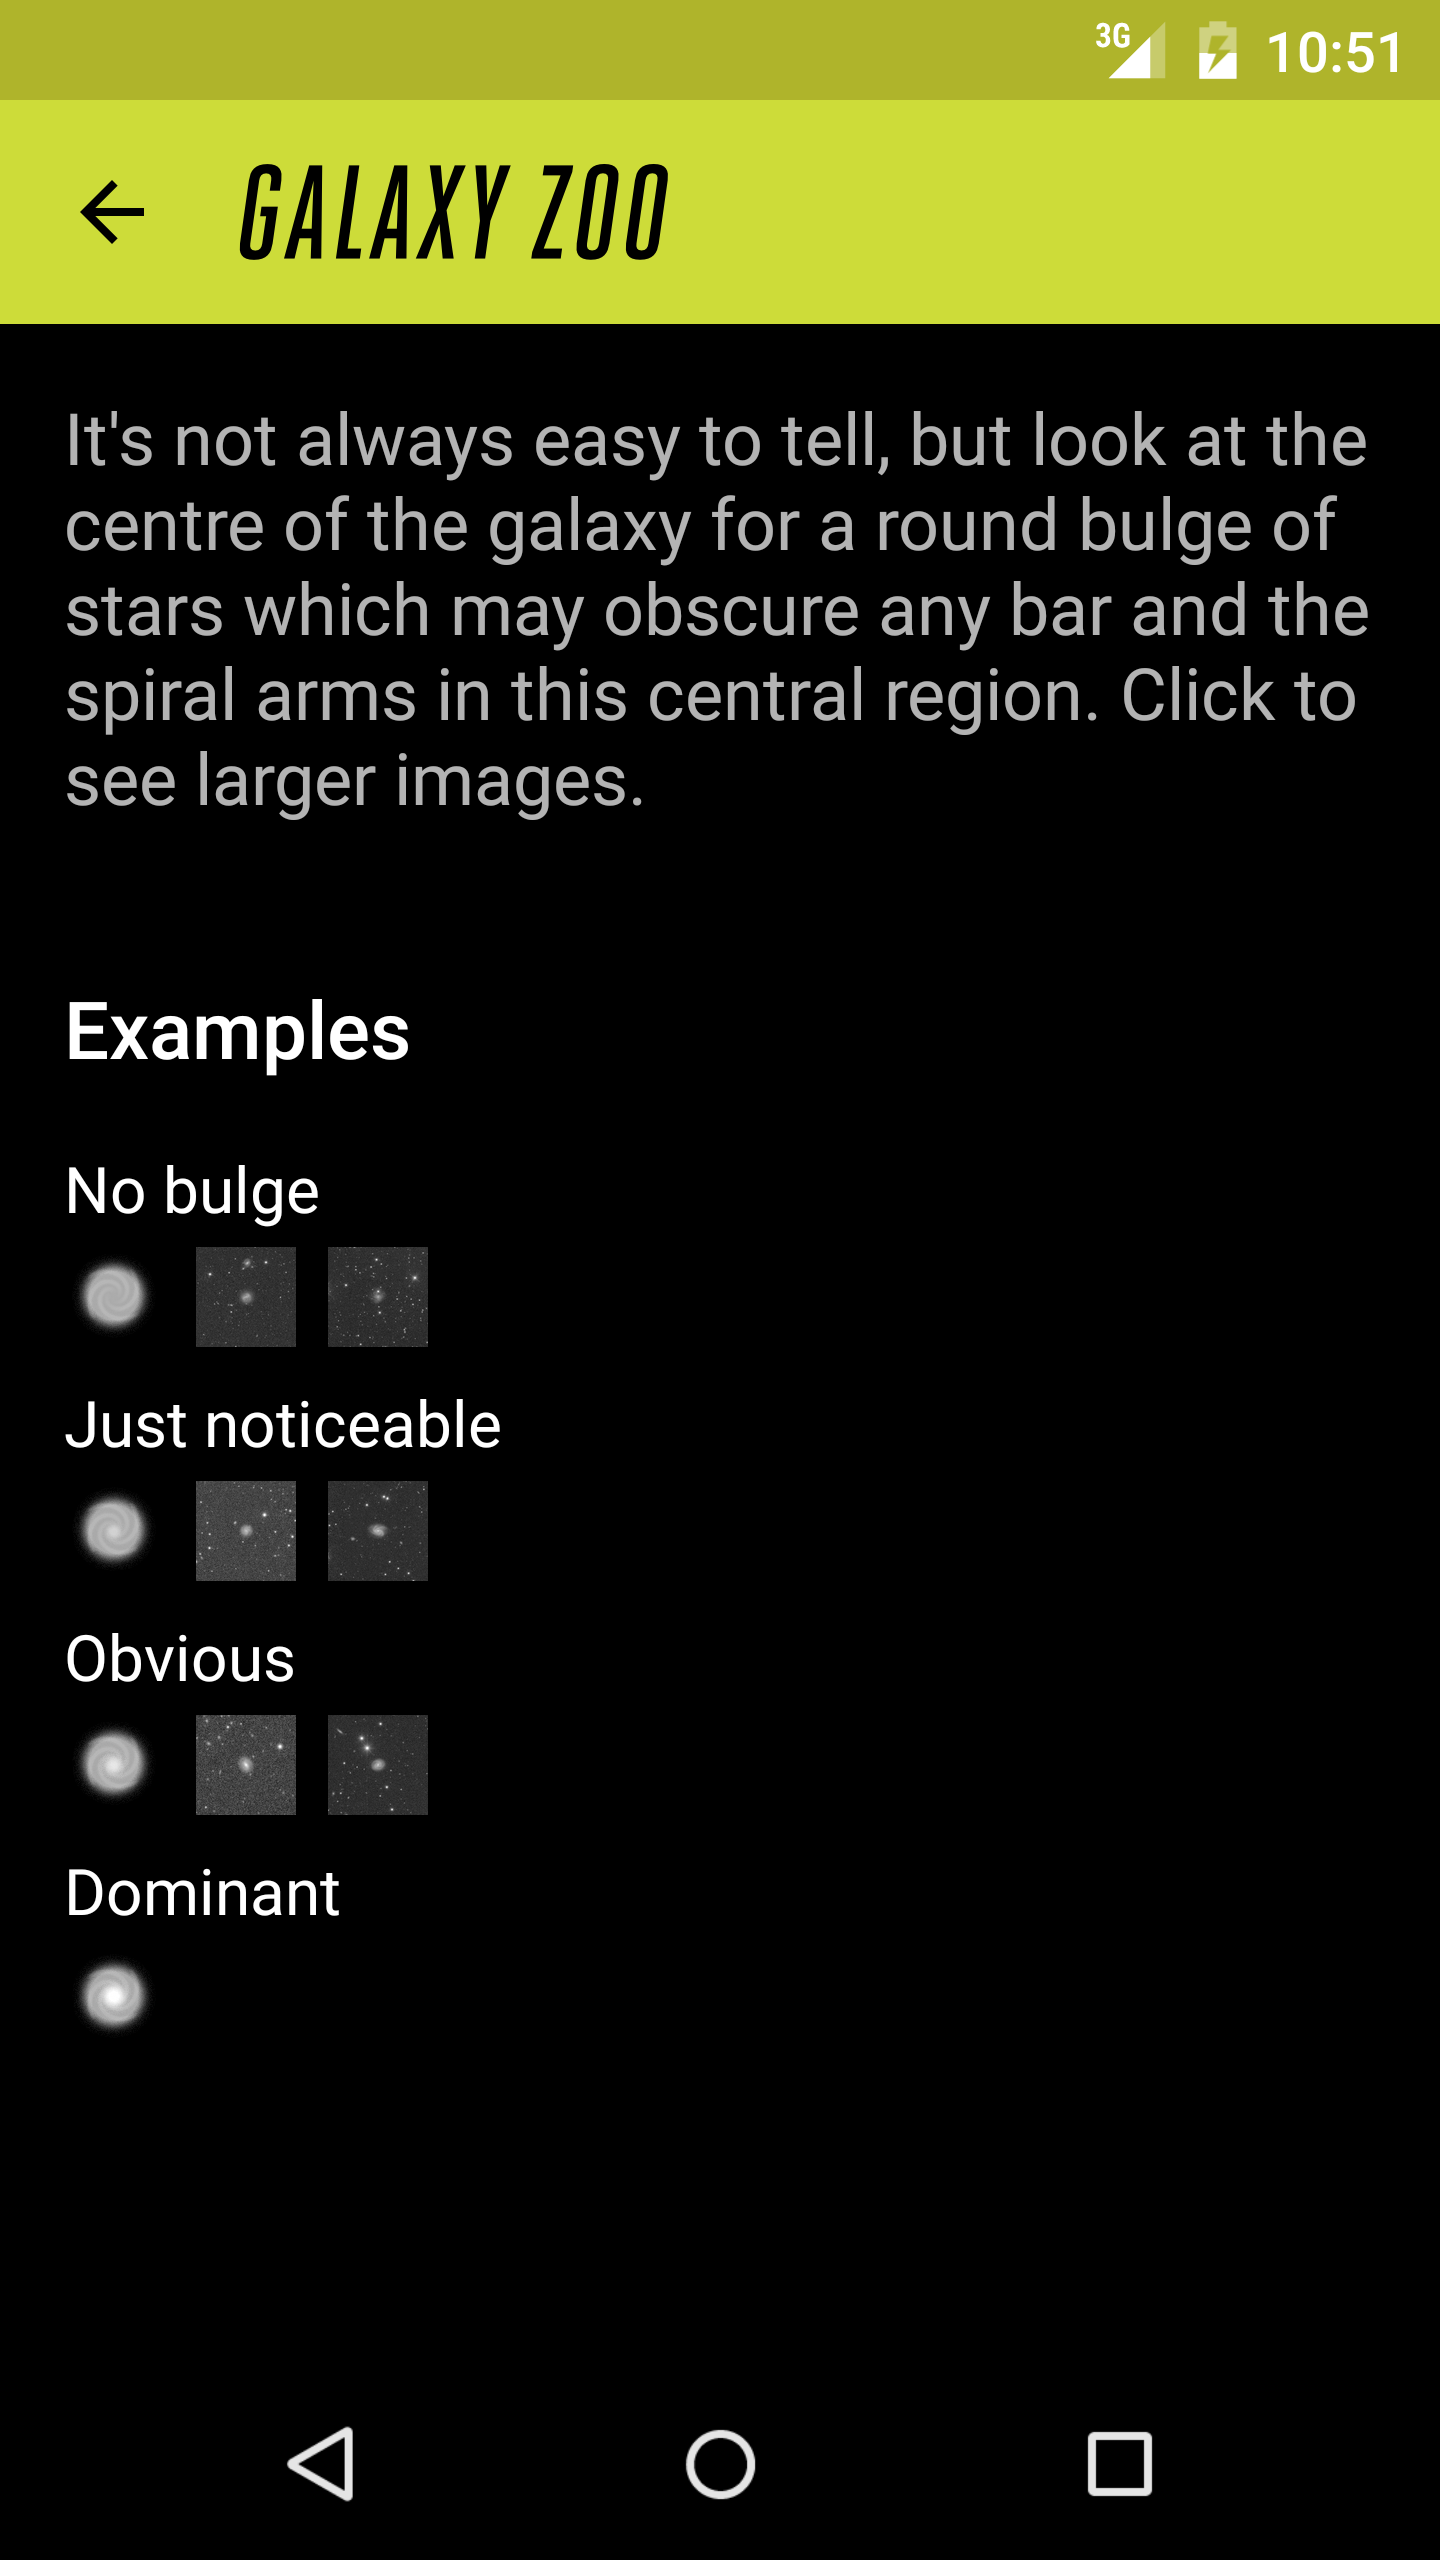 3G 10:51
GALAXY ZOO
It's not always easy to tell, but look at the
centre of the galaxy for a round bulge of
stars which may obscure any bar and the
spiral arms in this central region. Click to
see larger images.
Examples
No bulge
Just noticeable
Obvious
Dominant